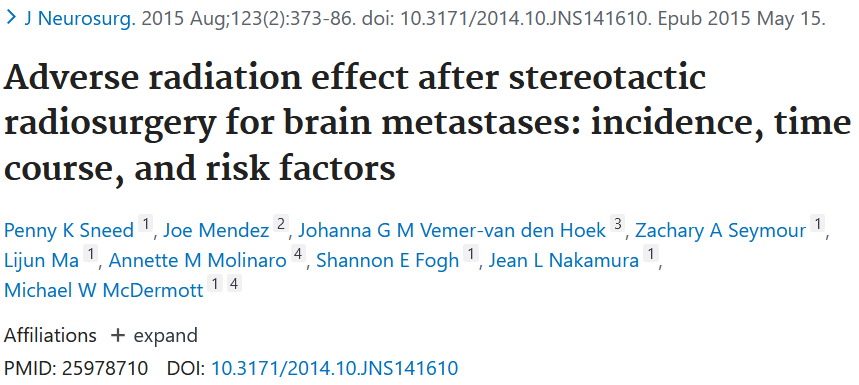 > J Neurosurg. 2015 Aug;123(2):373-86. doi: 10.3171/2014.10.JNS141610. Epub 2015 May 15.
Adverse radiation effect after stereotactic
radiosurgery for brain metastases: incidence, time
course, and risk factors
Penny K Sneed 1, Joe Mendez 2, Johanna G M Vemer-van den Hoek 3, Zachary A Seymour 1,
Lijun Ma 1, Annette M Molinaro 4, Shannon E Fogh 1, Jean L Nakamura 1,
Michael W McDermott 1 4
Affiliations + expand
PMID: 25978710 DOI: 10.3171/2014.10.JNS141610